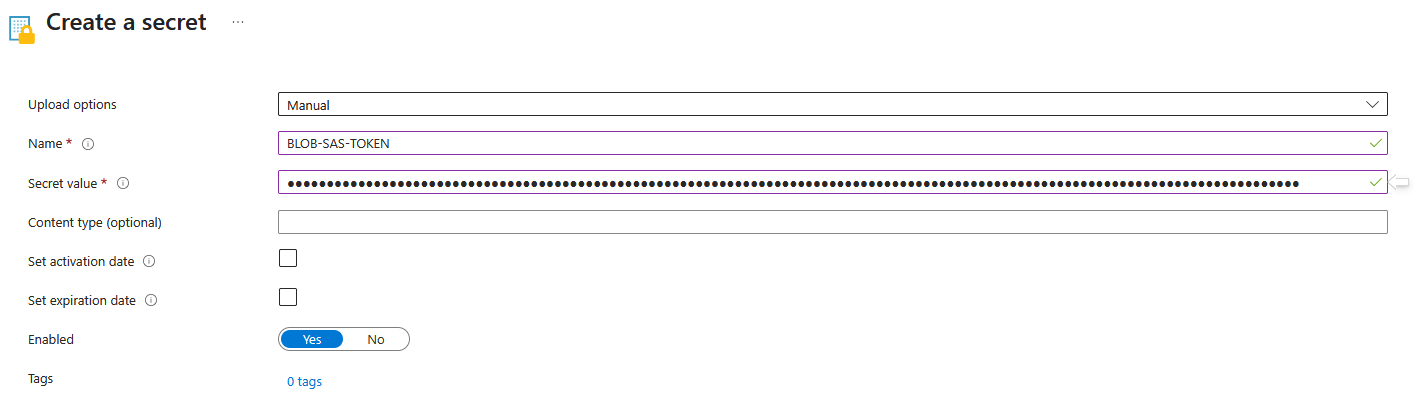 Create a secret ...
Upload options Manual
Name * BLOB-SAS-TOKEN
Secret value * ●●●●●●●●●●●●●●●●●●●●●●●●●●●●●●●●●●●●●●●●●●●●●●●●●●●●●●●●●●●●●●●●●●●●●●●●●●●●●●●●●●●●●●●●●●●●●●●●●●●●●●●●●●●●●●●●●●●●●●●●●●●●●●●●
Content type (optional)
Set activation date
Set expiration date
Enabled Yes No
Tags 0 tags